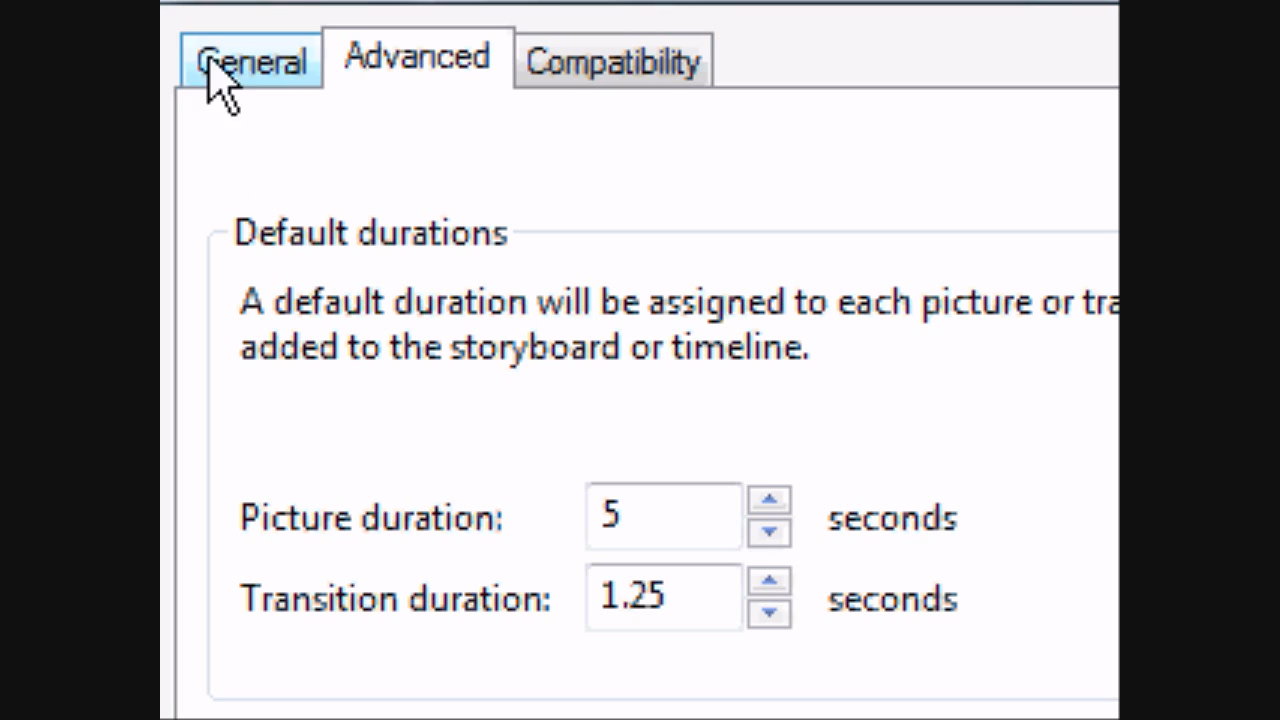 General Advanced Compatibility
Default durations
A default duration will be assigned to each picture or
added to the storyboard or timeline.
Picture duration: 5 seconds
Transition duration: 1.25 seconds